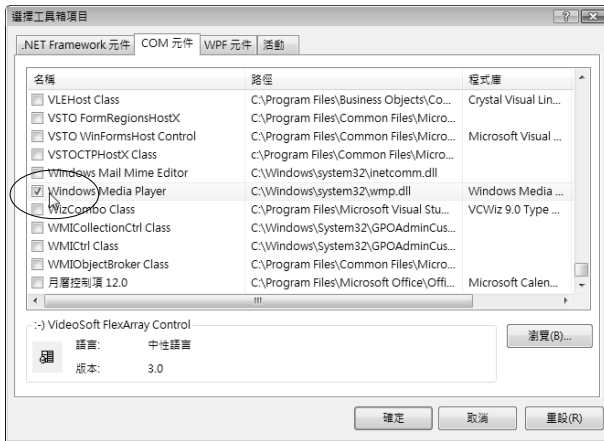 選擇工具箱項目
.NET Framework 元件 COM 元件 WPF 元件 活動
名稱 路徑 程式庫
VLEHost Class C:\Program Files\Business Objects\Co... Crystal Visual Lin...
VSTO FormRegionsHostX C:\Program Files\Common Files\Micro...
VSTO WinFormsHost Control C:\Program Files\Common Files\Micro... Microsoft Visual ...
VSTOCTPHostX Class c:\Program Files\Common Files\micro...
Windows Mail Mime Editor C:\Windows\system32\inetcomm.dll
Windows Media Player C:\Windows\system32\wmp.dll Windows Media ...
WizCombo Class C:\Program Files\Microsoft Visual Stu... VCWiz 9.0 Type ...
WMICollectionCtrl Class C:\Windows\System32\GPOAdminCus...
WMICtrl Class C:\Windows\System32\GPOAdminCus...
WMIObjectBroker Class C:\Program Files\Common Files\Micro...
月曆控制項 12.0 C:\Program Files\Microsoft Office\Offi... Microsoft Calen...
:-) VideoSoft FlexArray Control
語言: 中性語言
版本: 3.0
瀏覽(B)...
確定 取消 重設(R)